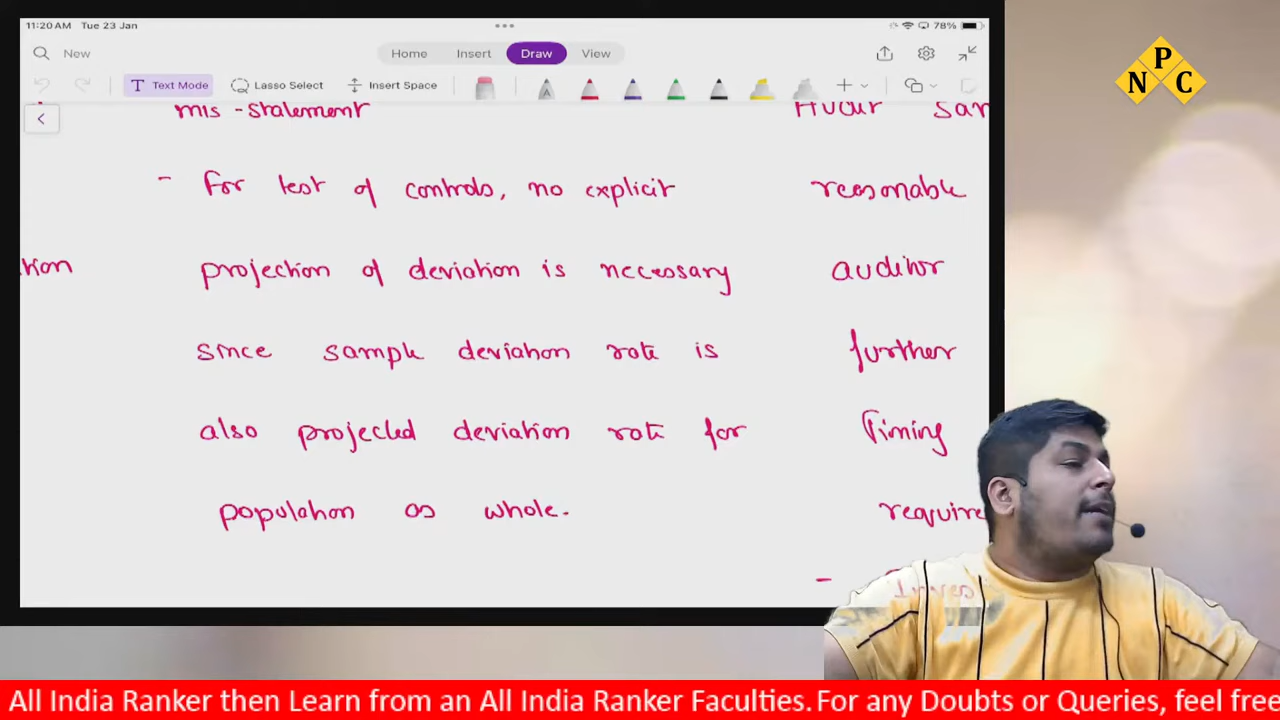 11:20 AM Tue 23 Jan
78%
New
Home Insert Draw View
Text Mode
Lasso Select
Insert Space
mis-statement
- For test of controls, no explicit
projection of deviation is necessary
since sample deviation rate is
also projected deviation rate for
population as whole.
reasonable
auditor
further
Timing
require
N P C
All India Ranker then Learn from an All India Ranker Faculties. For any Doubts or Queries, feel free